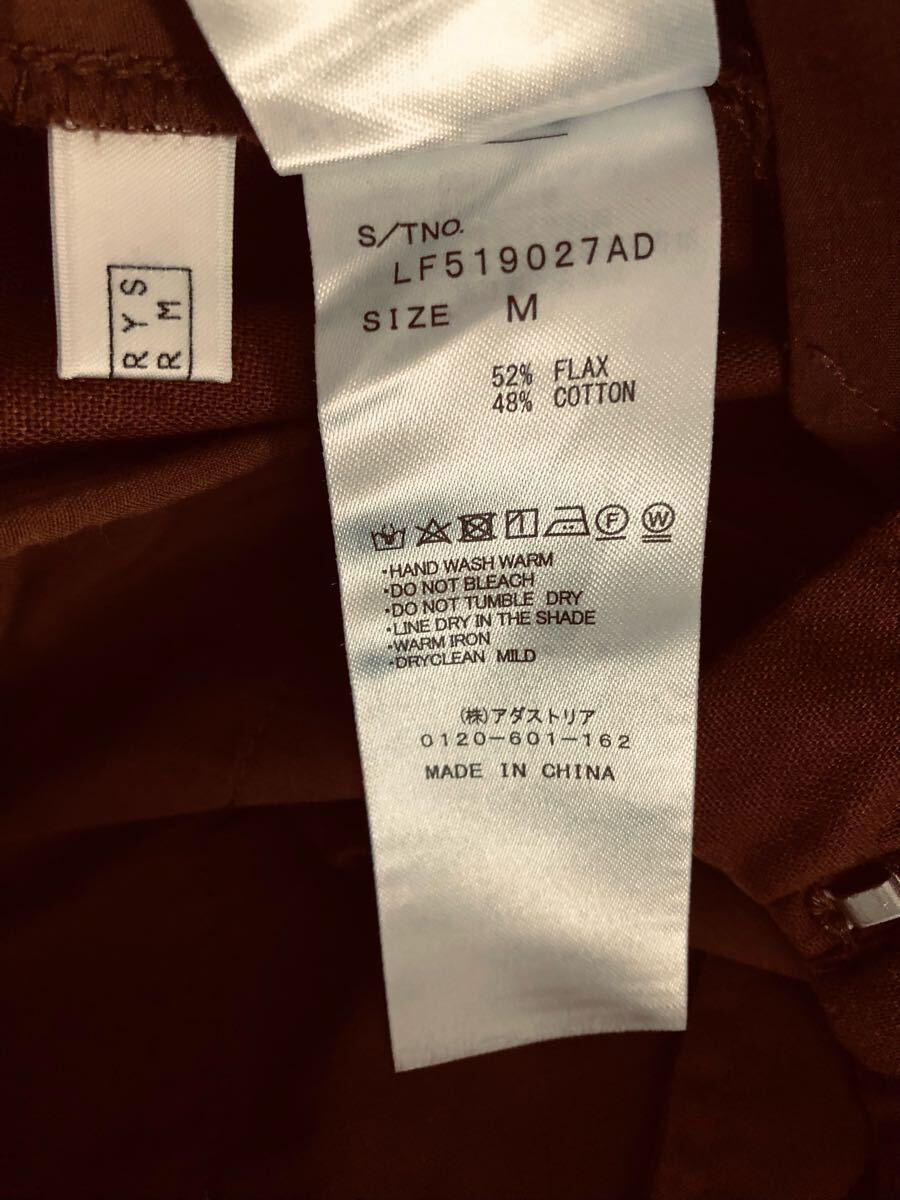 S/TNO.
LF519027AD
SIZE M
52% FLAX
48% COTTON
F W
・HAND WASH WARM
・DO NOT BLEACH
・DO NOT TUMBLE DRY
・LINE DRY IN THE SHADE
・WARM IRON
・DRYCLEAN MILD
(株)アダストリア
0120-601-162
MADE IN CHINA
RYS
RM